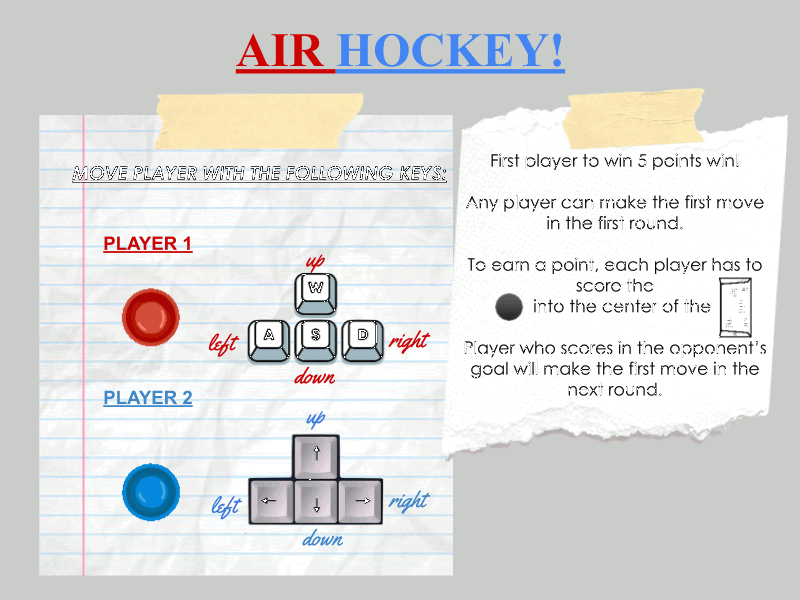 AIR HOCKEY!
MOVE PLAYER WITH THE FOLLOWING KEYS:
PLAYER 1
up
W
left A S D right
down
PLAYER 2
up
left right
down
First player to win 5 points win!
Any player can make the first move
in the first round.
To earn a point, each player has to
score the
into the center of the
Player who scores in the opponent's
goal will make the first move in the
next round.